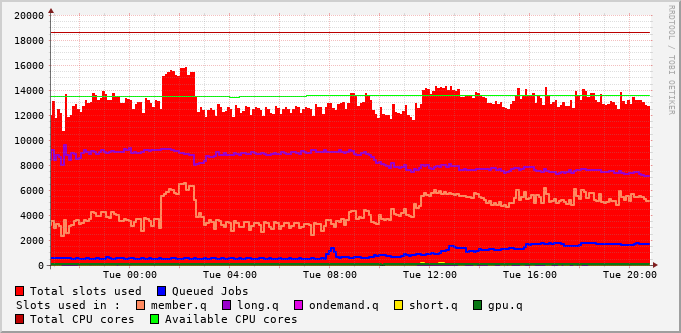 20000
18000
16000
14000
12000
10000
8000
6000
4000
2000
0
Tue 00:00 Tue 04:00 Tue 08:00 Tue 12:00 Tue 16:00 Tue 20:00
Total slots used Queued Jobs
Slots used in : member.q long.q ondemand.q short.q gpu.q
Total CPU cores Available CPU cores
RRDTOOL / TOBI OETIKER